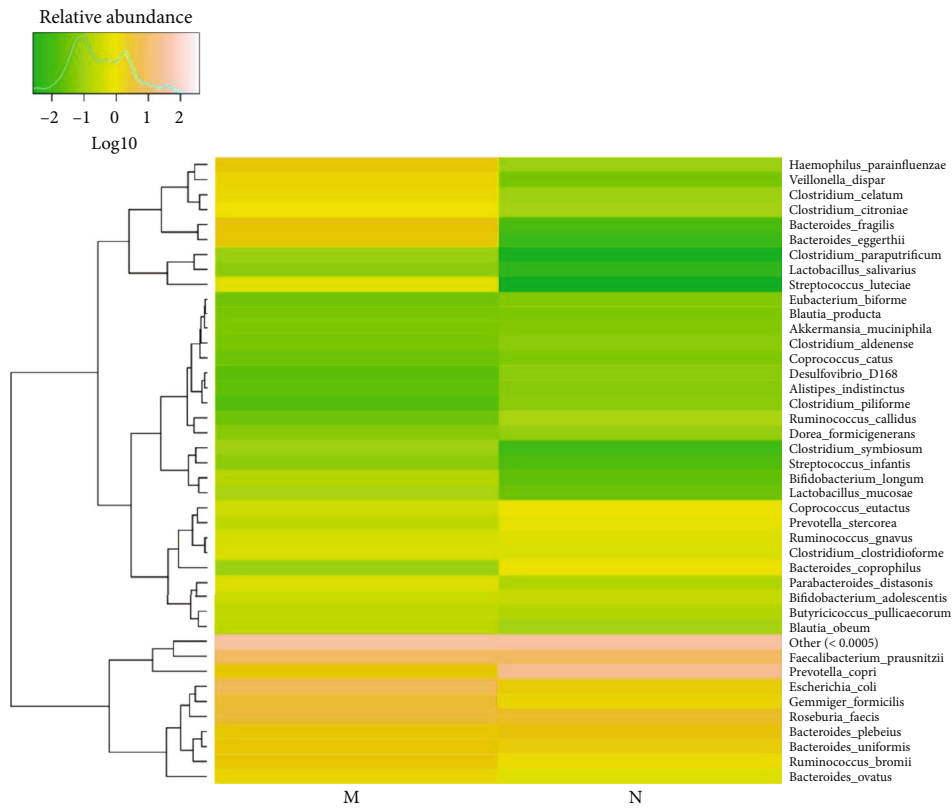 Relative abundance
–2 –1 0 1 2
Log10
Haemophilus_parainfluenzae
Veillonella_dispar
Clostridium_celatum
Clostridium_citroniae
Bacteroides_fragilis
Bacteroides_eggerthii
Clostridium_paraputrificum
Lactobacillus_salivarius
Streptococcus_luteciae
Eubacterium_biforme
Blautia_producta
Akkermansia_muciniphila
Clostridium_aldenense
Coprococcus_catus
Desulfovibrio_D168
Alistipes_indistinctus
Clostridium_piliforme
Ruminococcus_callidus
Dorea_formicigenerans
Clostridium_symbiosum
Streptococcus_infantis
Bifidobacterium_longum
Lactobacillus_mucosae
Coprococcus_eutactus
Prevotella_stercorea
Ruminococcus_gnavus
Clostridium_clostridioforme
Bacteroides_coprophilus
Parabacteroides_distasonis
Bifidobacterium_adolescentis
Butyricicoccus_pullicaecorum
Blautia_obeum
Other (< 0.0005)
Faecalibacterium_prausnitzii
Prevotella_copri
Escherichia_coli
Gemmiger_formicilis
Roseburia_faecis
Bacteroides_plebeius
Bacteroides_uniformis
Ruminococcus_bromii
Bacteroides_ovatus
M N